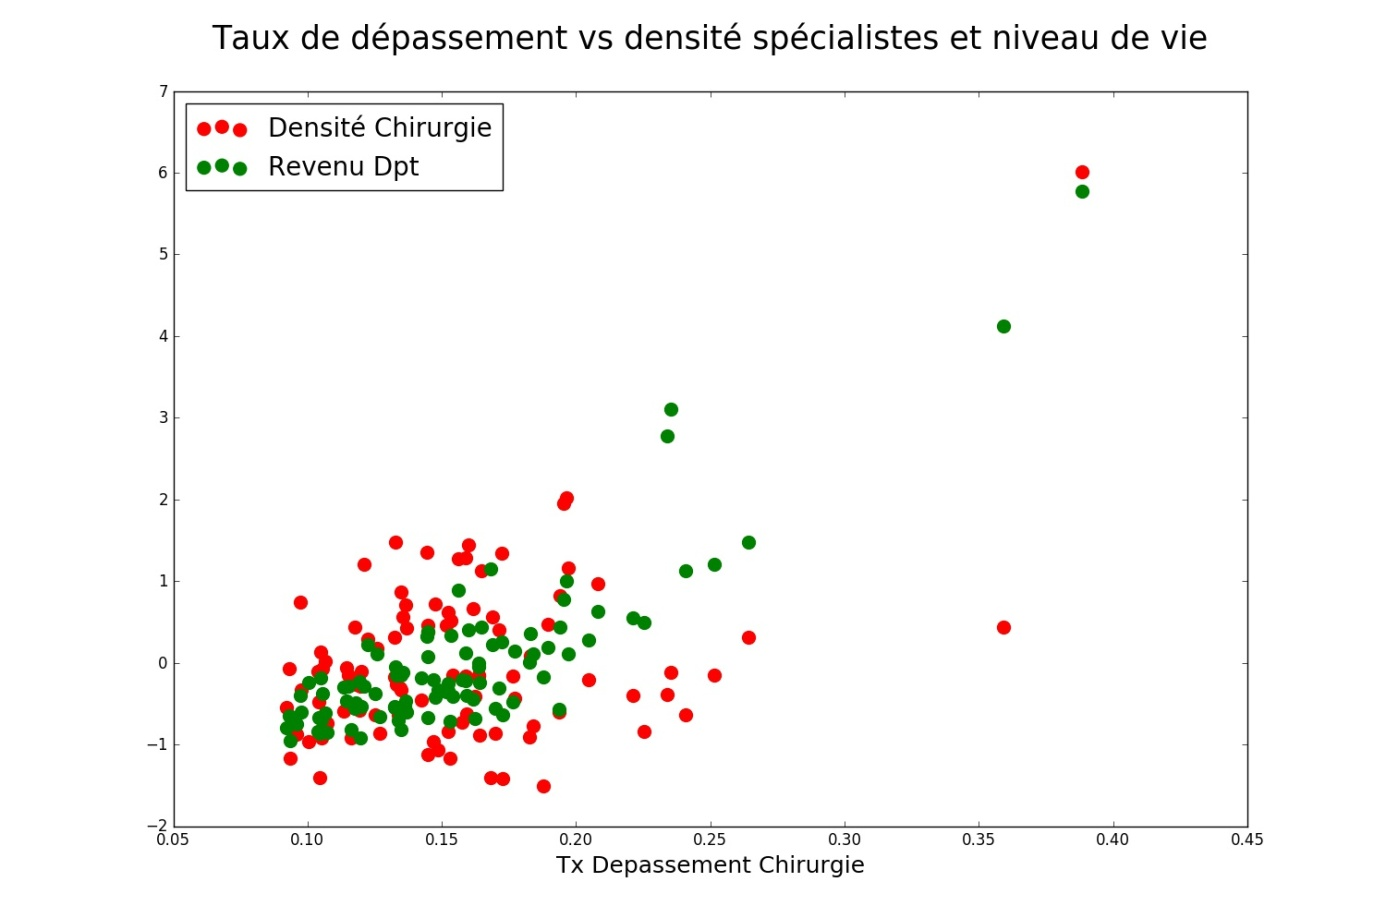 Taux de dépassement vs densité spécialistes et niveau de vie
Densité Chirurgie
Revenu Dpt
7
6
5
4
3
2
1
0
−1
−2
0.05 0.10 0.15 0.20 0.25 0.30 0.35 0.40 0.45
Tx Depassement Chirurgie